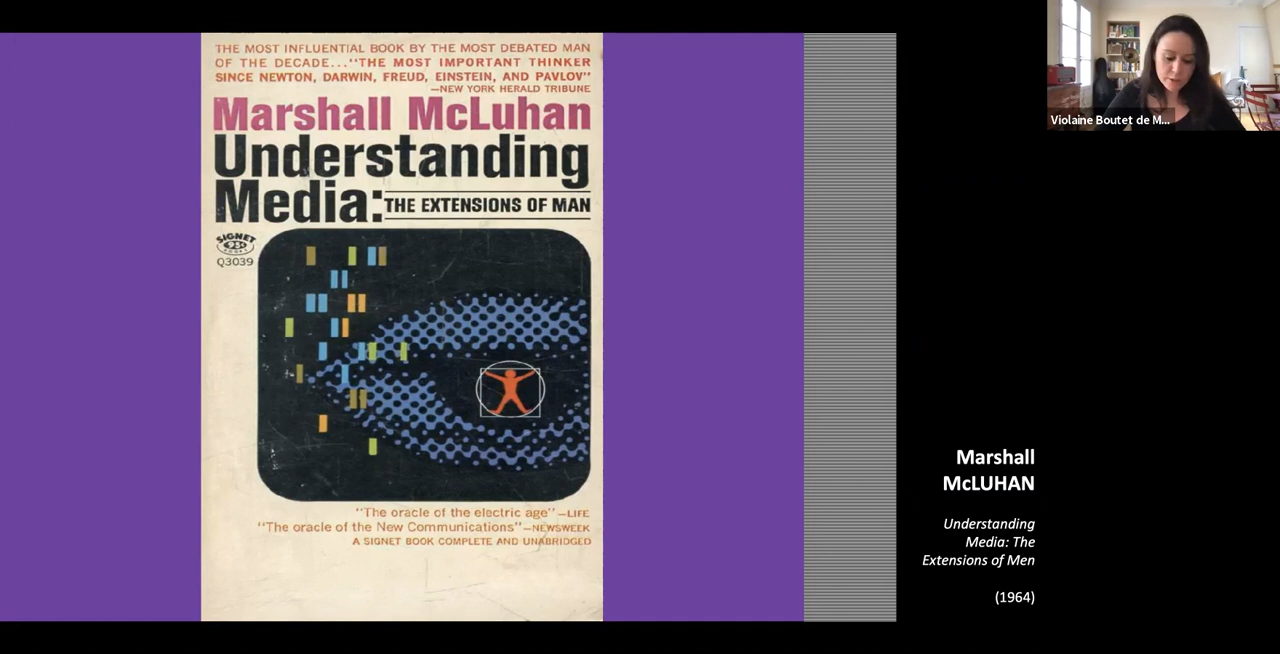 THE MOST INFLUENTIAL BOOK BY THE MOST DEBATED MAN
OF THE DECADE..."THE MOST IMPORTANT THINKER
SINCE NEWTON, DARWIN, FREUD, EINSTEIN, AND PAVLOV"
—NEW YORK HERALD TRIBUNE
Marshall McLuhan
Understanding
Media: THE EXTENSIONS OF MAN
SIGNET
BOOKS
Q3039
"The oracle of the electric age"—LIFE
"The oracle of the New Communications"—NEWSWEEK
A SIGNET BOOK COMPLETE AND UNABRIDGED
Violaine Boutet de M...
Marshall
McLUHAN
Understanding
Media: The
Extensions of Men
(1964)